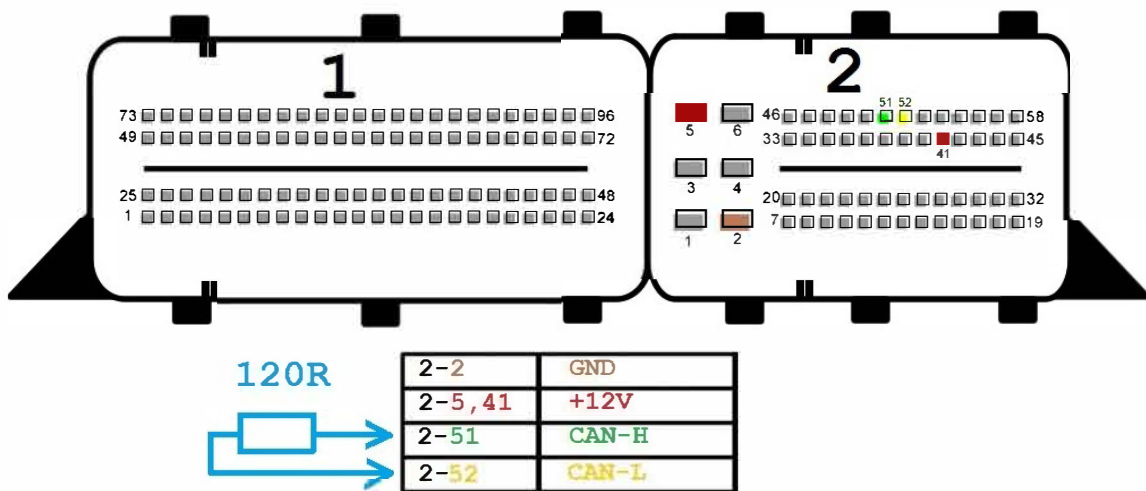 1 2
51 52
73 96 5 6 46 58
49 72 33 45
41
3 4
25 48 20 32
1 24 1 2 7 19
120R
2-2 GND
2-5,41 +12V
2-51 CAN-H
2-52 CAN-L